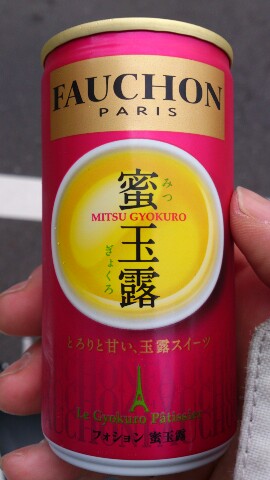 FAUCHON
PARIS
蜜玉露
みつ
MITSU GYOKURO
ぎょくろ
とろりと甘い、玉露スイーツ
Le Gyokuro Pâtissier
フォション 蜜玉露